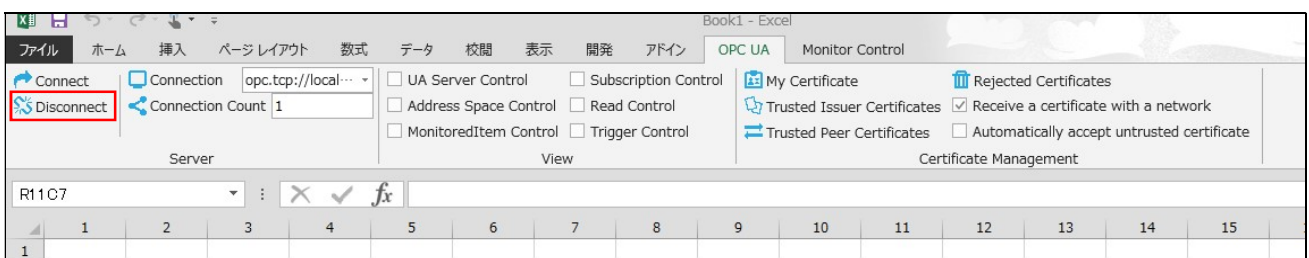 Book1 - Excel
ファイル ホーム 挿入 ページ レイアウト 数式 データ 校閲 表示 開発 アドイン OPC UA Monitor Control
Connect Connection opc.tcp://local… UA Server Control Subscription Control My Certificate Rejected Certificates
Disconnect Connection Count 1 Address Space Control Read Control Trusted Issuer Certificates Receive a certificate with a network
MonitoredItem Control Trigger Control Trusted Peer Certificates Automatically accept untrusted certificate
Server View Certificate Management
R11C7 fx
1 2 3 4 5 6 7 8 9 10 11 12 13 14 15
1